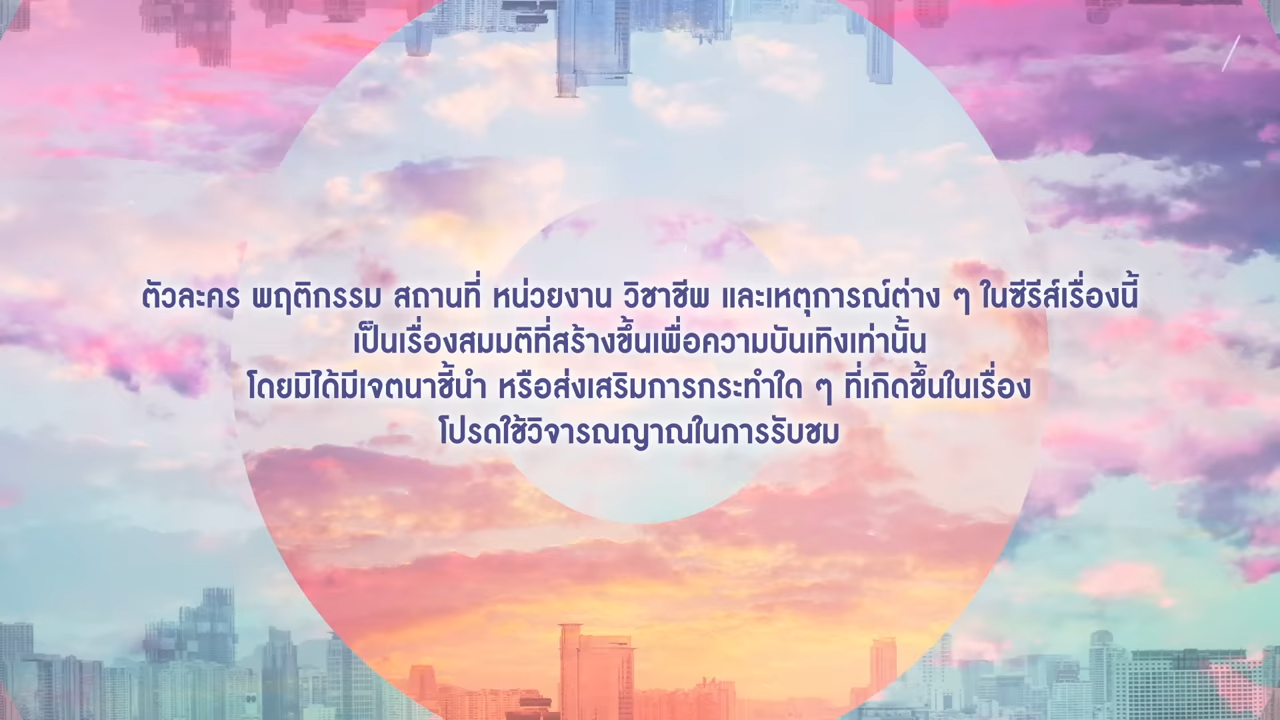 ตัวละคร พฤติกรรม สถานที่ หน่วยงาน วิชาชีพ และเหตุการณ์ต่าง ๆ ในซีรีส์เรื่องนี้
เป็นเรื่องสมมติที่สร้างขึ้นเพื่อความบันเทิงเท่านั้น
โดยมิได้มีเจตนาชี้นำ หรือส่งเสริมการกระทำใด ๆ ที่เกิดขึ้นในเรื่อง
โปรดใช้วิจารณญาณในการรับชม